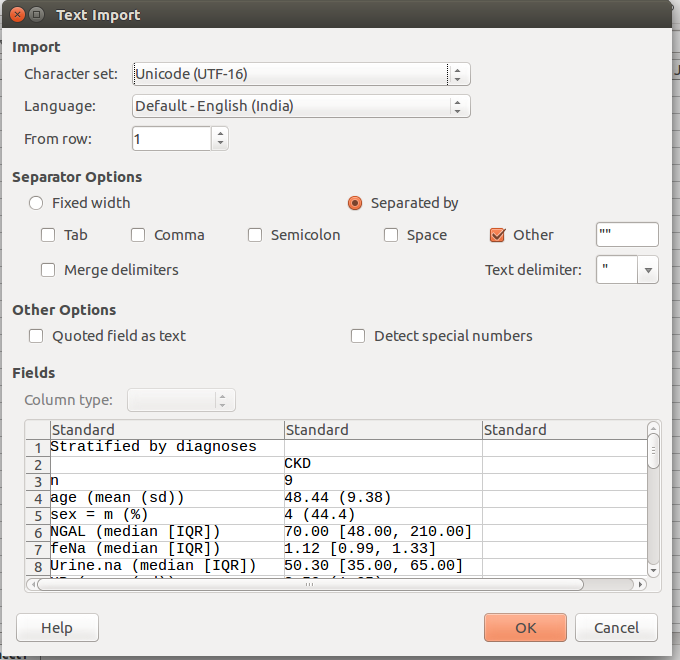 Text Import
Import
Character set: Unicode (UTF-16)
Language: Default - English (India)
From row: 1
Separator Options
Fixed width Separated by
Tab Comma Semicolon Space Other ""
Merge delimiters Text delimiter: "
Other Options
Quoted field as text Detect special numbers
Fields
Column type:
Standard Standard Standard
1 Stratified by diagnoses
2 CKD
3 n 9
4 age (mean (sd)) 48.44 (9.38)
5 sex = m (%) 4 (44.4)
6 NGAL (median [IQR]) 70.00 [48.00, 210.00]
7 feNa (median [IQR]) 1.12 [0.99, 1.33]
8 Urine.na (median [IQR]) 50.30 [35.00, 65.00]
Help OK Cancel